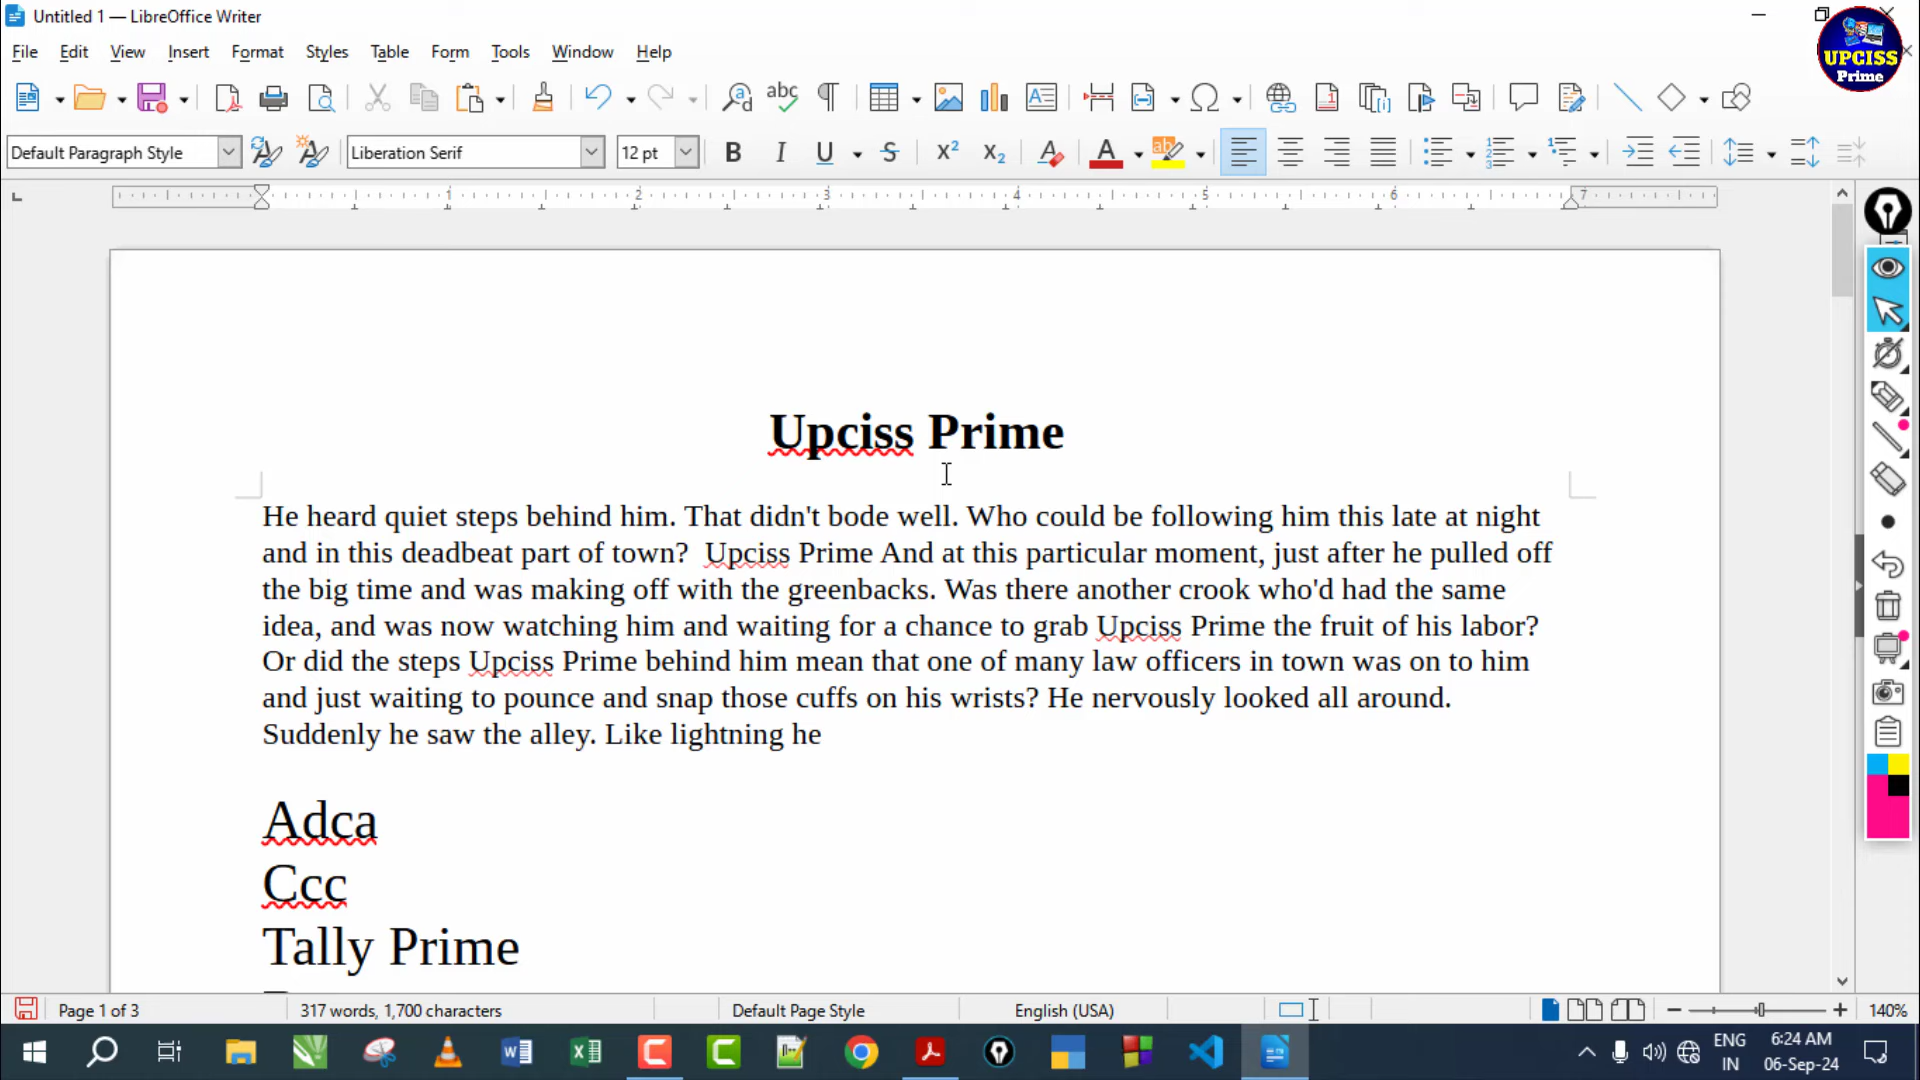 Untitled 1 — LibreOffice Writer
UPCISS
Prime
File Edit View Insert Format Styles Table Form Tools Window Help
Default Paragraph Style Liberation Serif 12 pt
1 2 3 4 5 6 7
Upciss Prime
He heard quiet steps behind him. That didn't bode well. Who could be following him this late at night
and in this deadbeat part of town?  Upciss Prime And at this particular moment, just after he pulled off
the big time and was making off with the greenbacks. Was there another crook who'd had the same
idea, and was now watching him and waiting for a chance to grab Upciss Prime the fruit of his labor?
Or did the steps Upciss Prime behind him mean that one of many law officers in town was on to him
and just waiting to pounce and snap those cuffs on his wrists? He nervously looked all around.
Suddenly he saw the alley. Like lightning he
Adca
Ccc
Tally Prime
Page 1 of 3 317 words, 1,700 characters Default Page Style English (USA) 140%
ENG 6:24 AM
IN 06-Sep-24